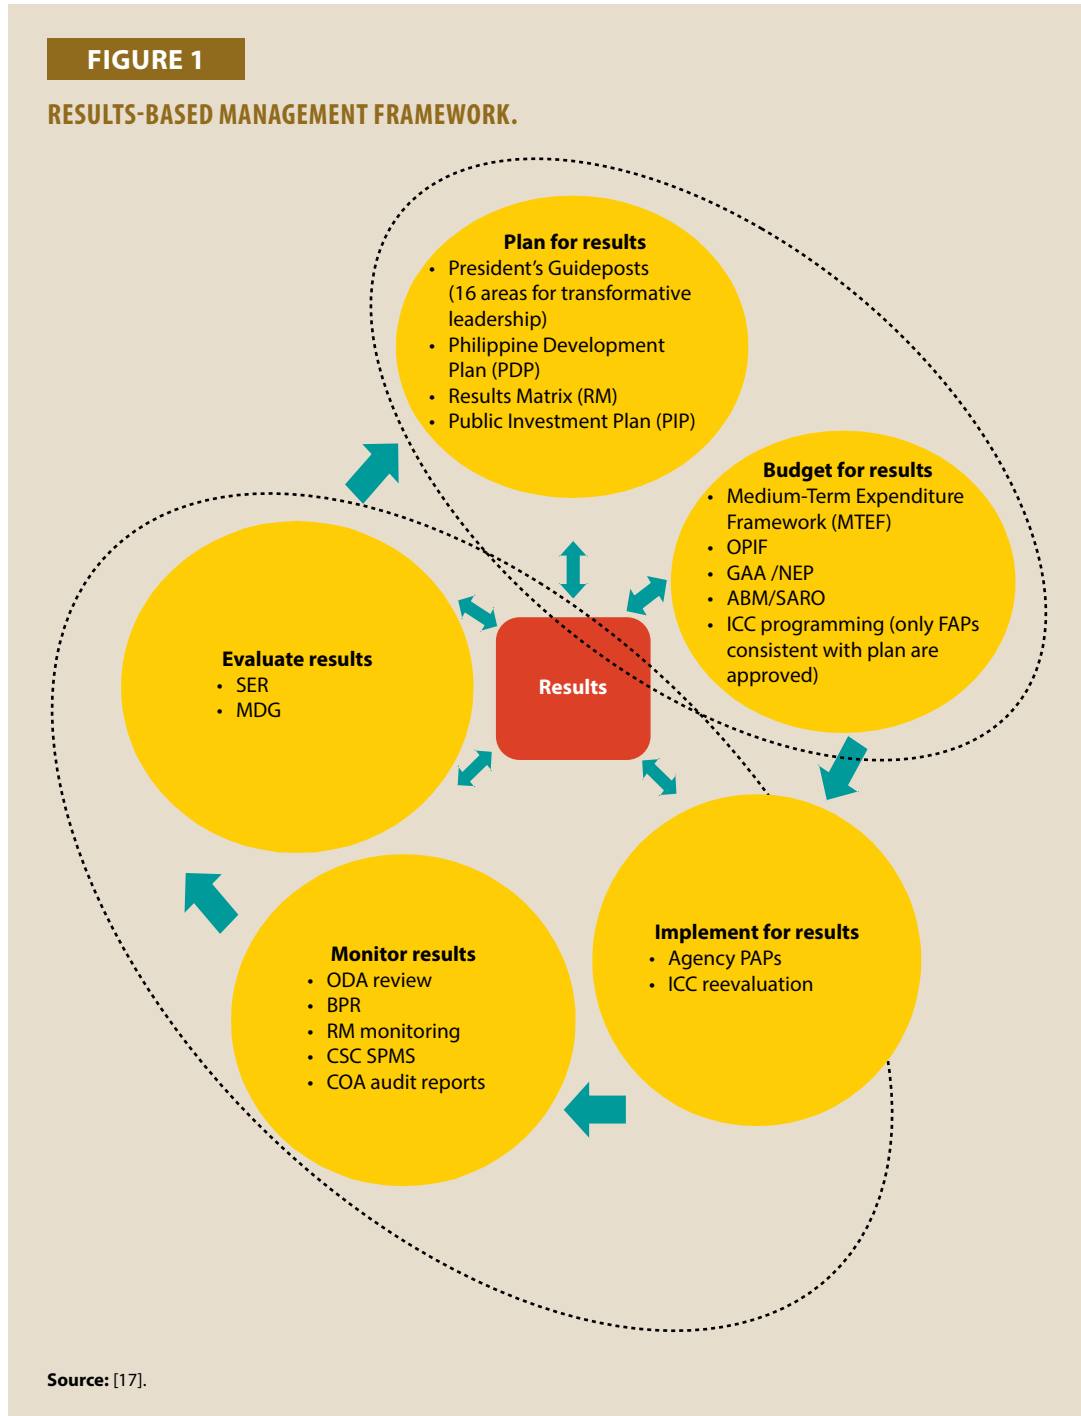 FIGURE 1
RESULTS-BASED MANAGEMENT FRAMEWORK.
Plan for results
• President’s Guideposts
(16 areas for transformative
leadership)
• Philippine Development
Plan (PDP)
• Results Matrix (RM)
• Public Investment Plan (PIP)
Budget for results
• Medium-Term Expenditure
Framework (MTEF)
• OPIF
• GAA /NEP
• ABM/SARO
• ICC programming (only FAPs
consistent with plan are
approved)
Evaluate results
• SER
• MDG
Results
Implement for results
• Agency PAPs
• ICC reevaluation
Monitor results
• ODA review
• BPR
• RM monitoring
• CSC SPMS
• COA audit reports
Source: [17].